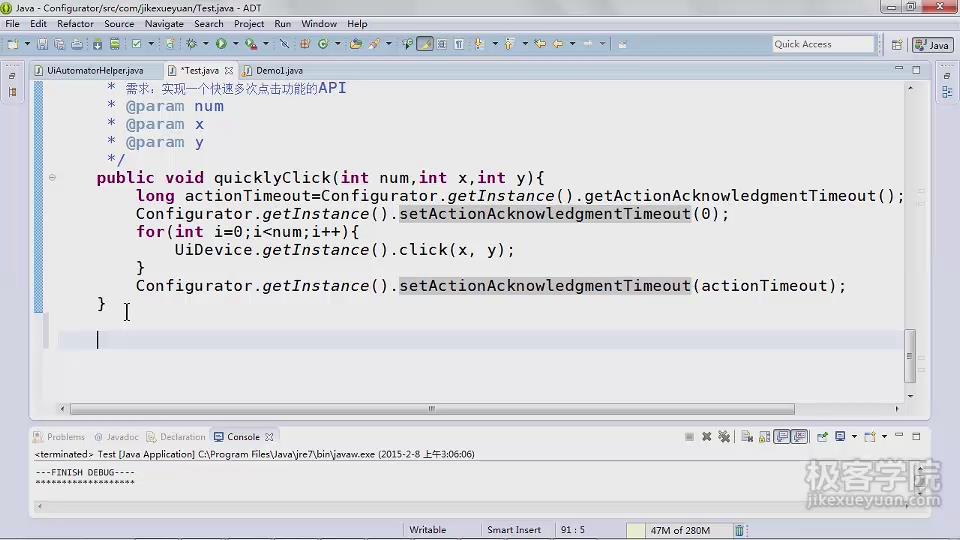 Java - Configurator/src/com/jikexueyuan/Test.java - ADT
File Edit Refactor Source Navigate Search Project Run Window Help
Quick Access
Java
UiAutomatorHelper.java *Test.java Demo1.java
* 需求：实现一个快速多次点击功能的API
* @param num
* @param x
* @param y
*/
public void quicklyClick(int num,int x,int y){
long actionTimeout=Configurator.getInstance().getActionAcknowledgmentTimeout();
Configurator.getInstance().setActionAcknowledgmentTimeout(0);
for(int i=0;i<num;i++){
UiDevice.getInstance().click(x, y);
}
Configurator.getInstance().setActionAcknowledgmentTimeout(actionTimeout);
}
Problems Javadoc Declaration Console
<terminated> Test [Java Application] C:\Program Files\Java\jre7\bin\javaw.exe (2015-2-8 上午3:06:06)
---FINISH DEBUG----
*******************
极客学院
jikexueyuan.com
Writable Smart Insert 91 : 5 47M of 280M